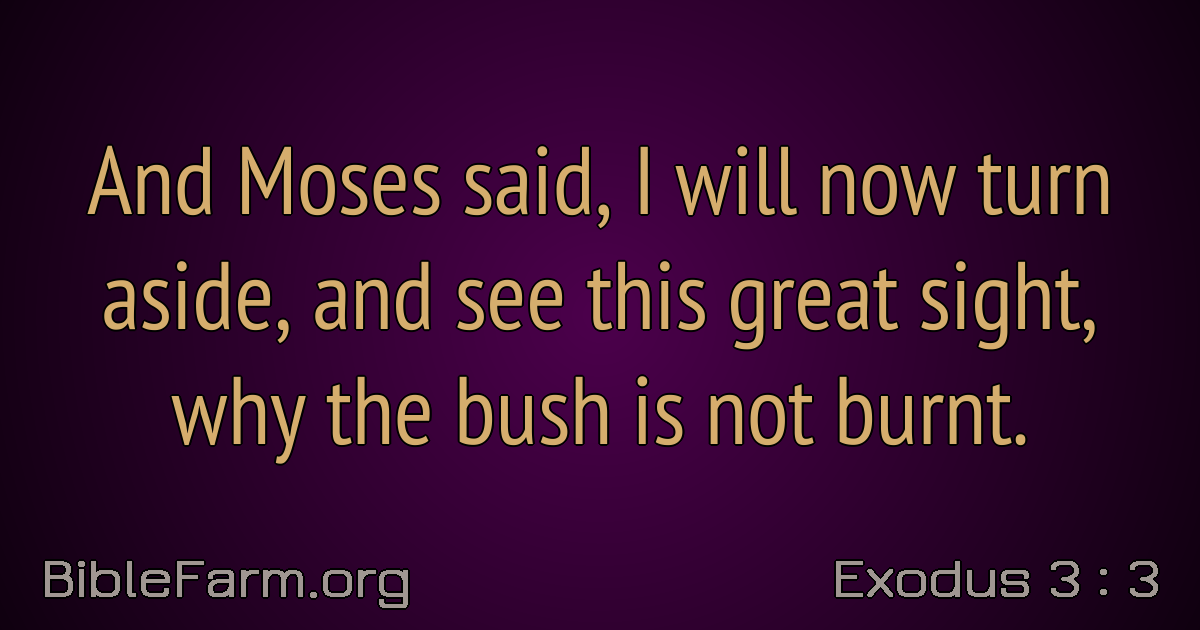 And Moses said, I will now turn
aside, and see this great sight,
why the bush is not burnt.
BibleFarm.org
Exodus 3 : 3